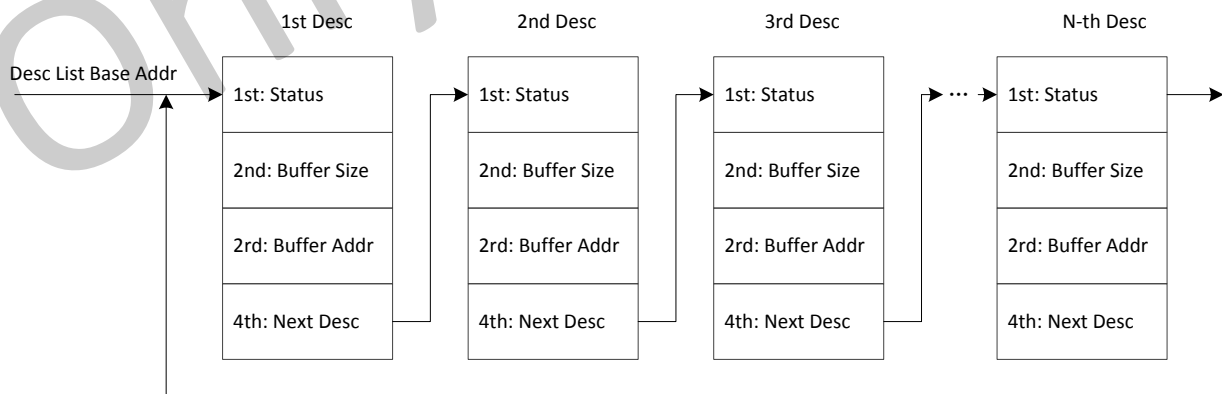 1st Desc
2nd Desc
3rd Desc
N-th Desc
Desc List Base Addr
1st: Status
1st: Status
1st: Status
...
1st: Status
2nd: Buffer Size
2nd: Buffer Size
2nd: Buffer Size
2nd: Buffer Size
2rd: Buffer Addr
2rd: Buffer Addr
2rd: Buffer Addr
2rd: Buffer Addr
4th: Next Desc
4th: Next Desc
4th: Next Desc
4th: Next Desc